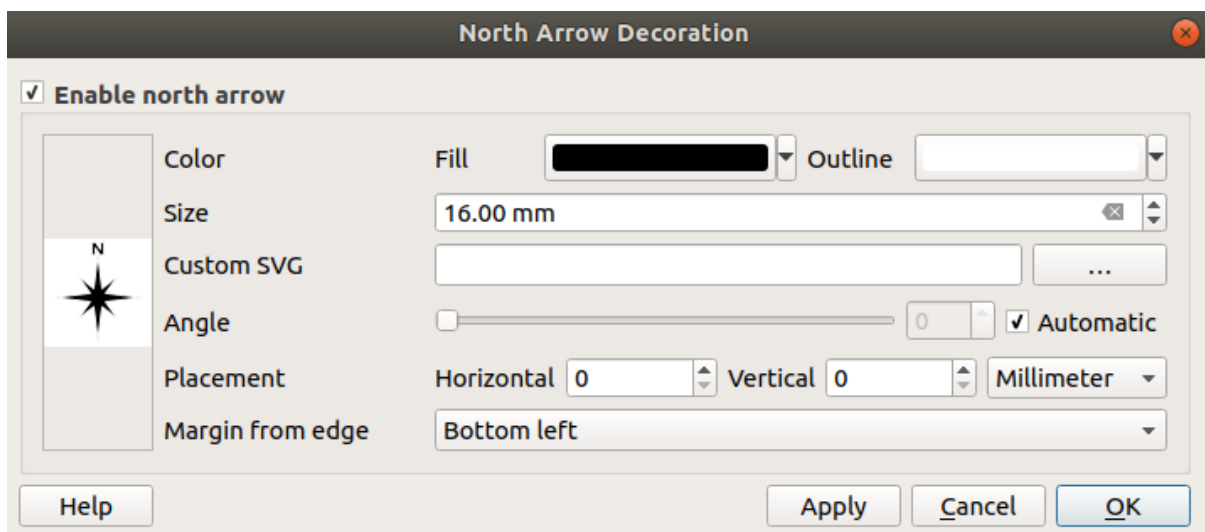 North Arrow Decoration
Enable north arrow
Color Fill Outline
Size 16.00 mm
N
Custom SVG ...
Angle 0 Automatic
Placement Horizontal 0 Vertical 0 Millimeter
Margin from edge Bottom left
Help Apply Cancel OK